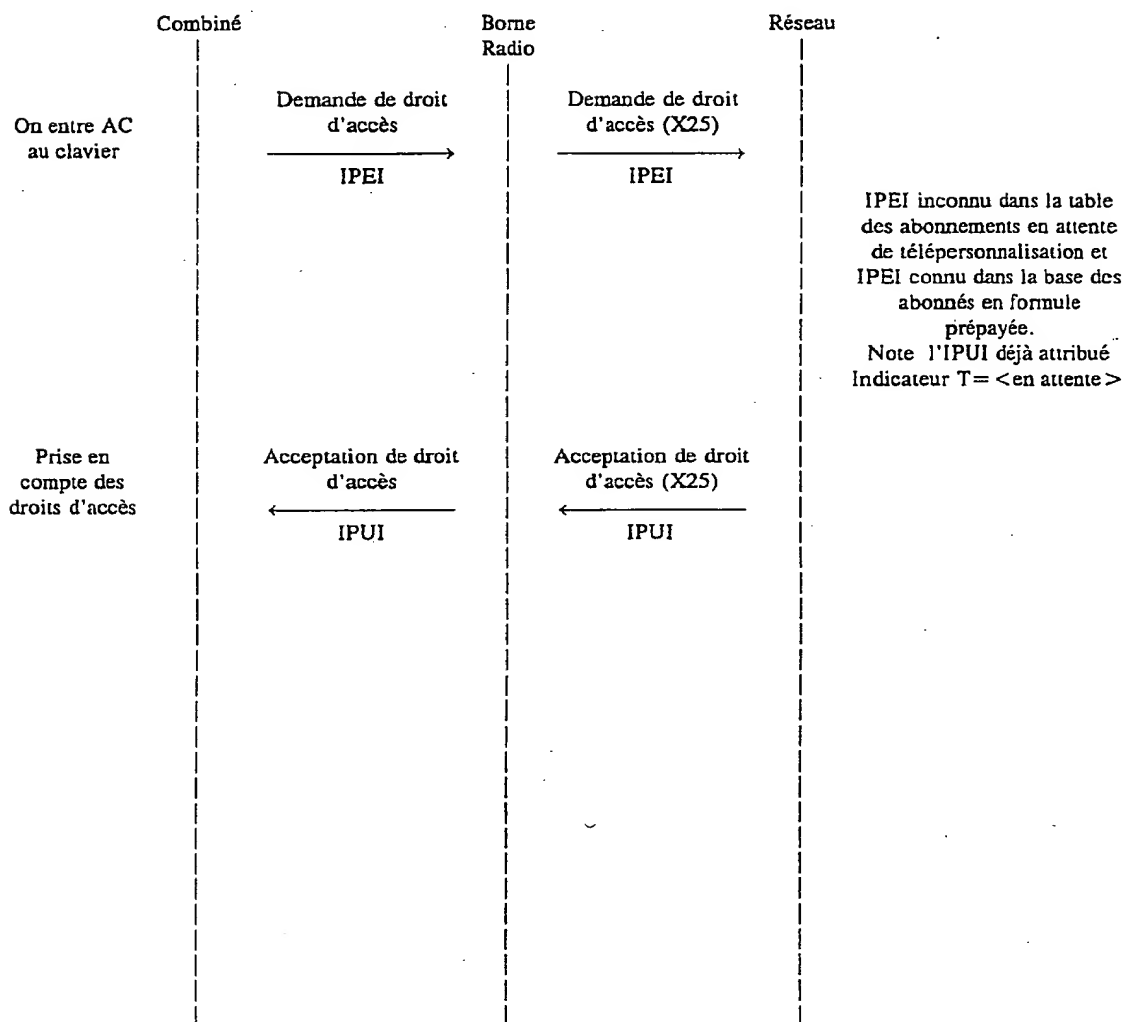 Combiné
Borne
Radio
Réseau
On entre AC
au clavier
Demande de droit
d'accès
IPEI
Demande de droit
d'accès (X25)
IPEI
IPEI inconnu dans la table
des abonnements en attente
de télépersonnalisation et
IPEI connu dans la base des
abonnés en formule
prépayée.
Note l'IPUI déjà attribué
Indicateur T= <en attente>
Prise en
compte des
droits d'accès
Acceptation de droit
d'accès
IPUI
Acceptation de droit
d'accès (X25)
IPUI